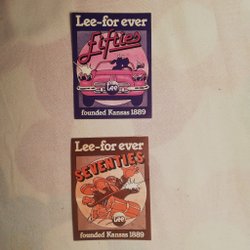 Lee-for ever
Fifties
Lee
founded Kansas 1889
Lee-for ever
SEVENTIES
Lee
founded Kansas 1889